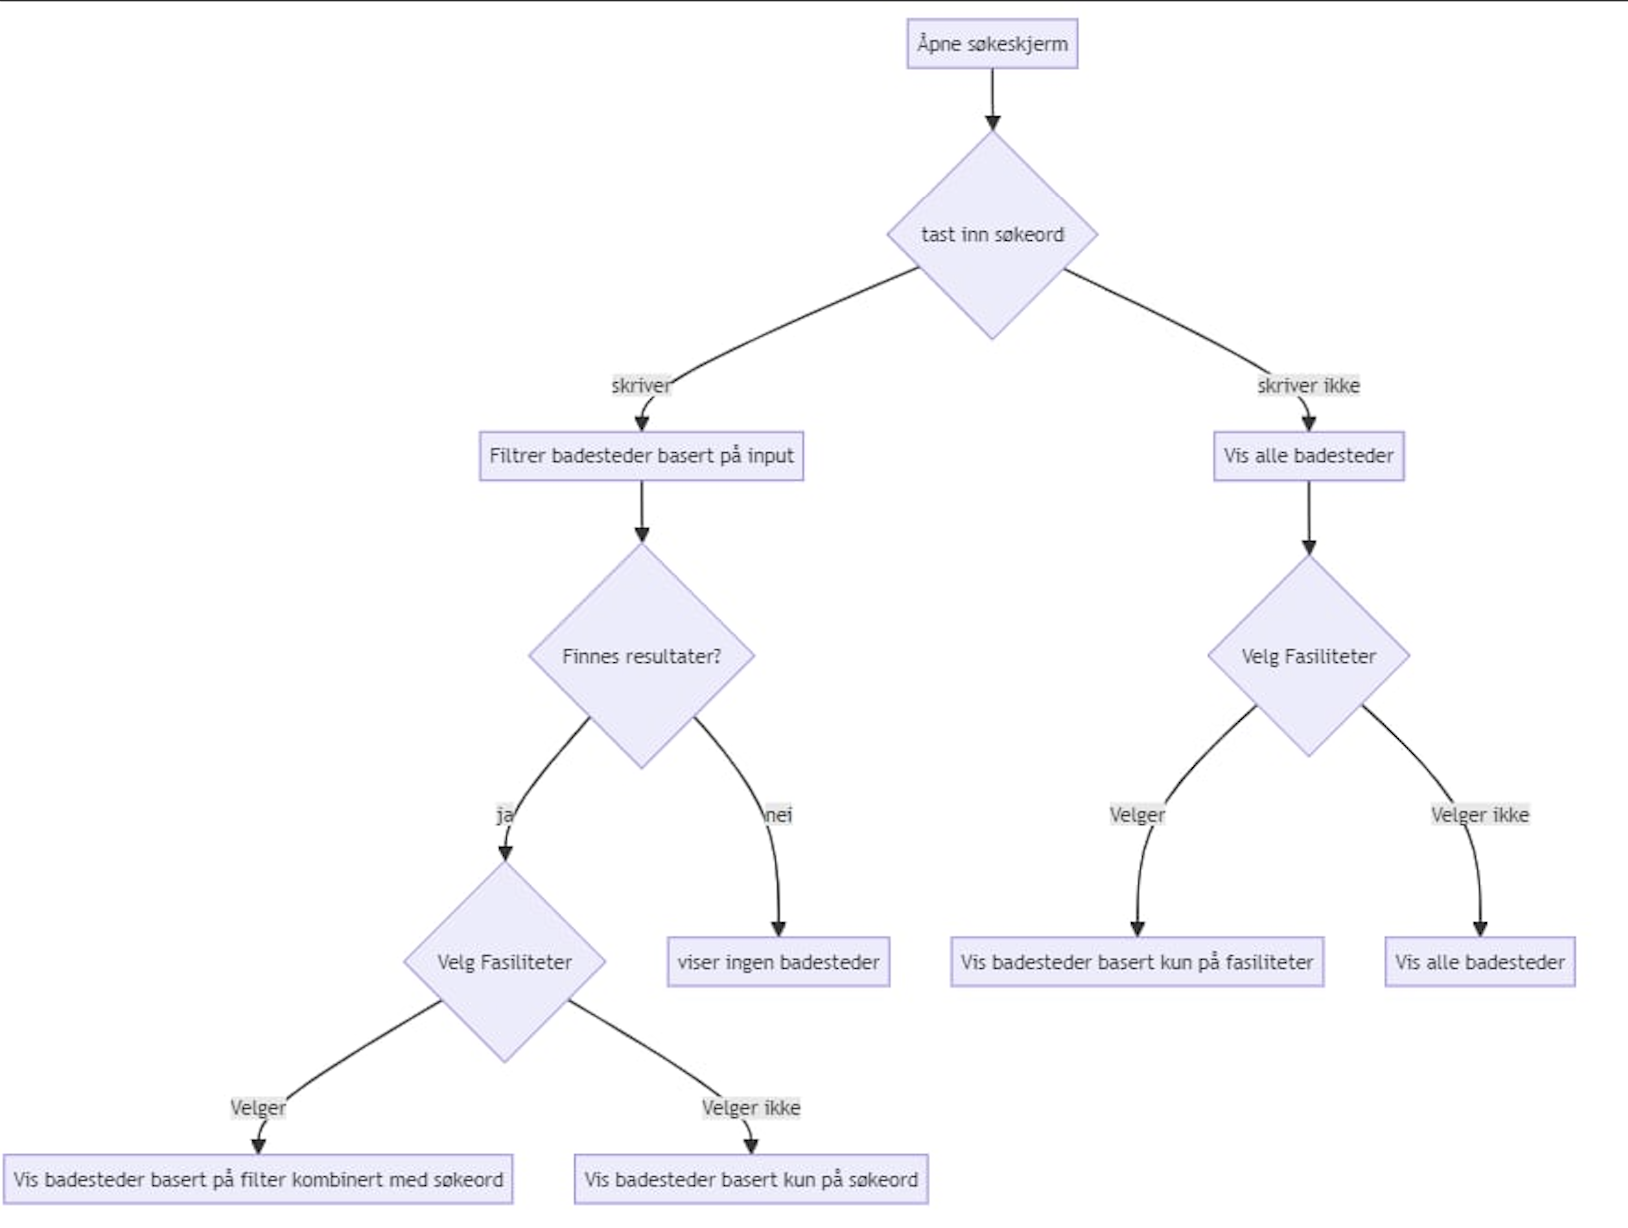 Åpne søkeskjerm
tast inn søkeord
skriver
skriver ikke
Filtrer badesteder basert på input
Vis alle badesteder
Finnes resultater?
Velg Fasiliteter
ja
nei
Velger
Velger ikke
Velg Fasiliteter
viser ingen badesteder
Vis badesteder basert kun på fasiliteter
Vis alle badesteder
Velger
Velger ikke
Vis badesteder basert på filter kombinert med søkeord
Vis badesteder basert kun på søkeord